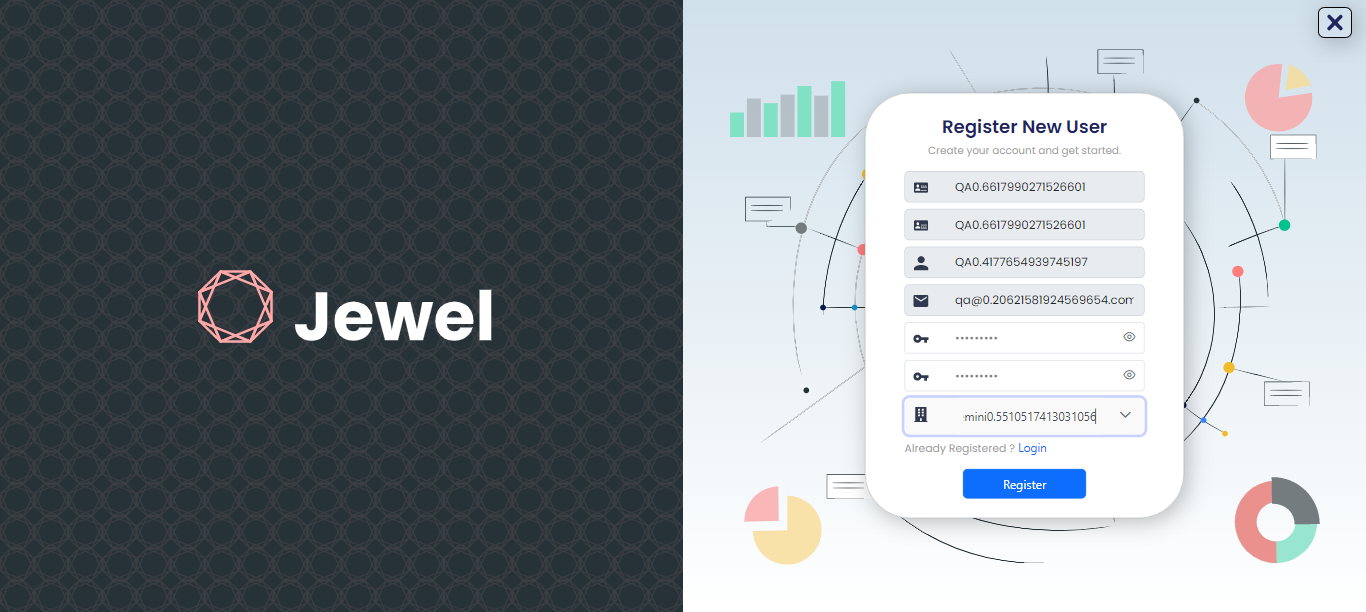 Jewel
Register New User
Create your account and get started.
QA0.6617990271526601
QA0.6617990271526601
QA0.4177654939745197
qa@0.20621581924569654.com
•••••••••
•••••••••
mini0.5510517413031056
Already Registered ? Login
Register